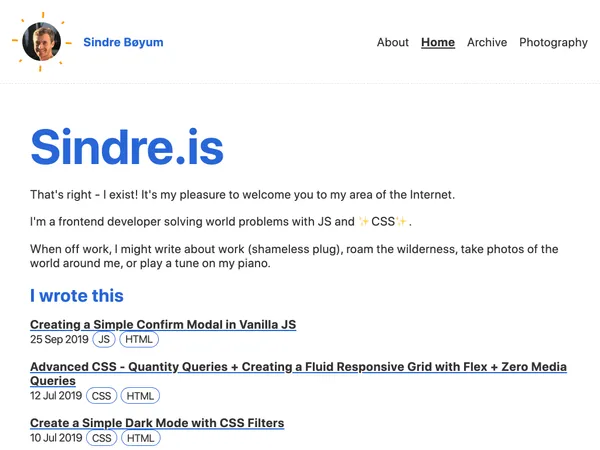 Sindre Bøyum
About Home Archive Photography
Sindre.is
That's right - I exist! It's my pleasure to welcome you to my area of the Internet.
I'm a frontend developer solving world problems with JS and ✨CSS✨.
When off work, I might write about work (shameless plug), roam the wilderness, take photos of the
world around me, or play a tune on my piano.
I wrote this
Creating a Simple Confirm Modal in Vanilla JS
25 Sep 2019 JS HTML
Advanced CSS - Quantity Queries + Creating a Fluid Responsive Grid with Flex + Zero Media
Queries
12 Jul 2019 CSS HTML
Create a Simple Dark Mode with CSS Filters
10 Jul 2019 CSS HTML